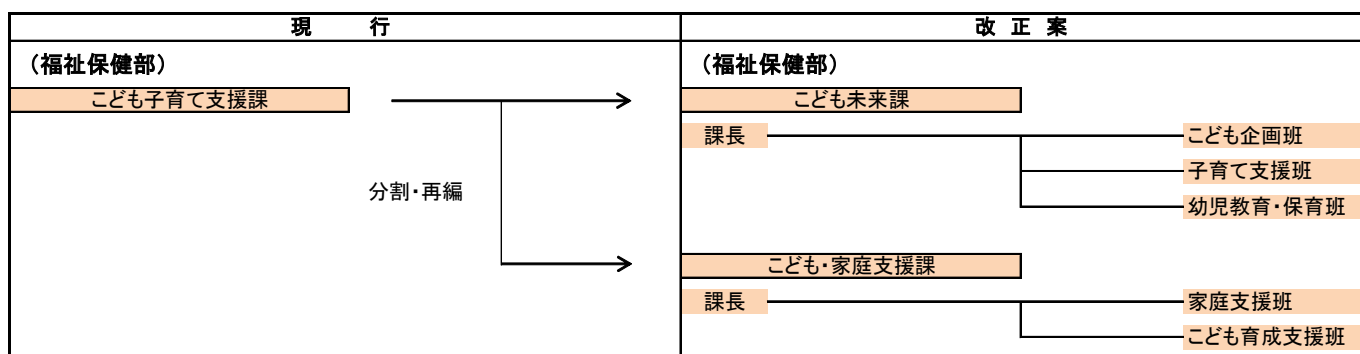 現 行
改 正 案
（福祉保健部）
（福祉保健部）
こども子育て支援課
こども未来課
課長
こども企画班
子育て支援班
分割・再編
幼児教育・保育班
こども・家庭支援課
課長
家庭支援班
こども育成支援班